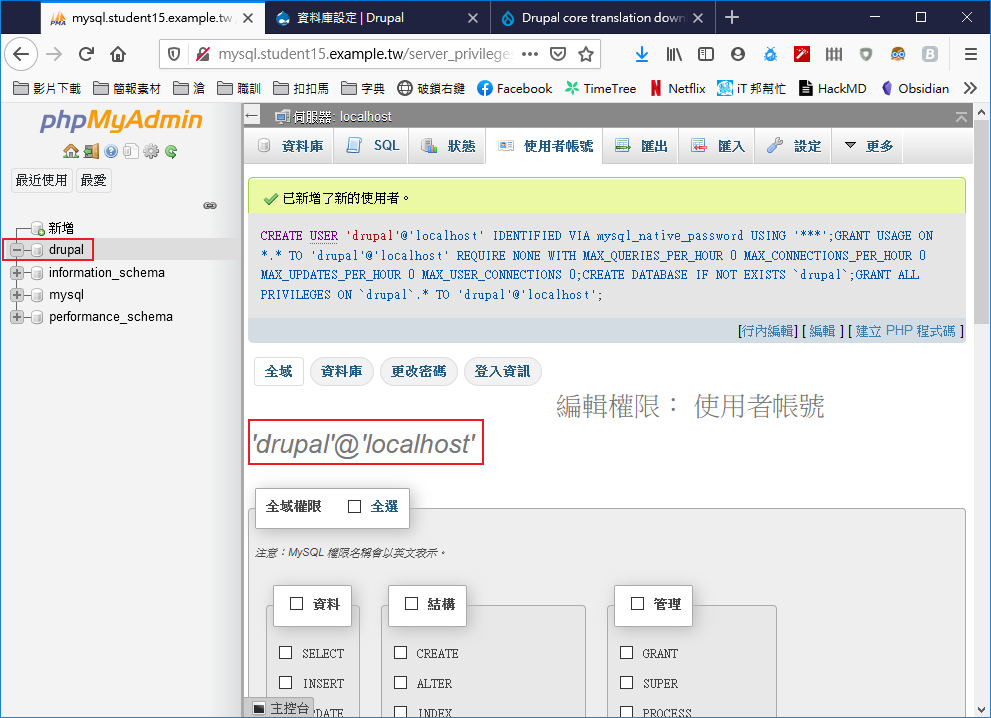 mysql.student15.example.tw
資料庫設定 | Drupal
Drupal core translation down
mysql.student15.example.tw/server_privileges
影片下載 簡報素材 滄 職訓 扣扣馬 字典 破鎖右鍵 Facebook TimeTree Netflix iT 邦幫忙 HackMD Obsidian
phpMyAdmin
最近使用 最愛
新增
drupal
information_schema
mysql
performance_schema
伺服器: localhost
資料庫 SQL 狀態 使用者帳號 匯出 匯入 設定 更多
已新增了新的使用者。
CREATE USER 'drupal'@'localhost' IDENTIFIED VIA mysql_native_password USING '***';GRANT USAGE ON
*.* TO 'drupal'@'localhost' REQUIRE NONE WITH MAX_QUERIES_PER_HOUR 0 MAX_CONNECTIONS_PER_HOUR 0
MAX_UPDATES_PER_HOUR 0 MAX_USER_CONNECTIONS 0;CREATE DATABASE IF NOT EXISTS `drupal`;GRANT ALL
PRIVILEGES ON `drupal`.* TO 'drupal'@'localhost';
[行內編輯] [ 編輯 ] [ 建立 PHP 程式碼 ]
全域 資料庫 更改密碼 登入資訊
編輯權限： 使用者帳號
'drupal'@'localhost'
全域權限 全選
注意：MySQL 權限名稱會以英文表示。
資料 結構 管理
SELECT CREATE GRANT
INSERT ALTER SUPER
INDEX PROCESS
主控台